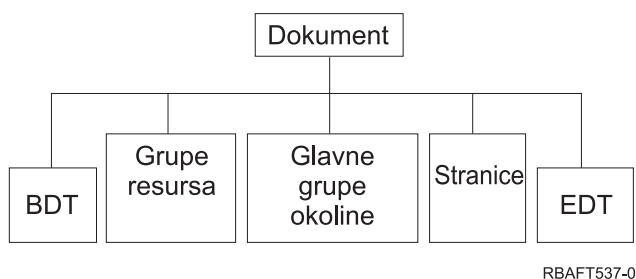 Dokument
BDT
Grupe
resursa
Glavne
grupe
okoline
Stranice
EDT
RBAFT537-0